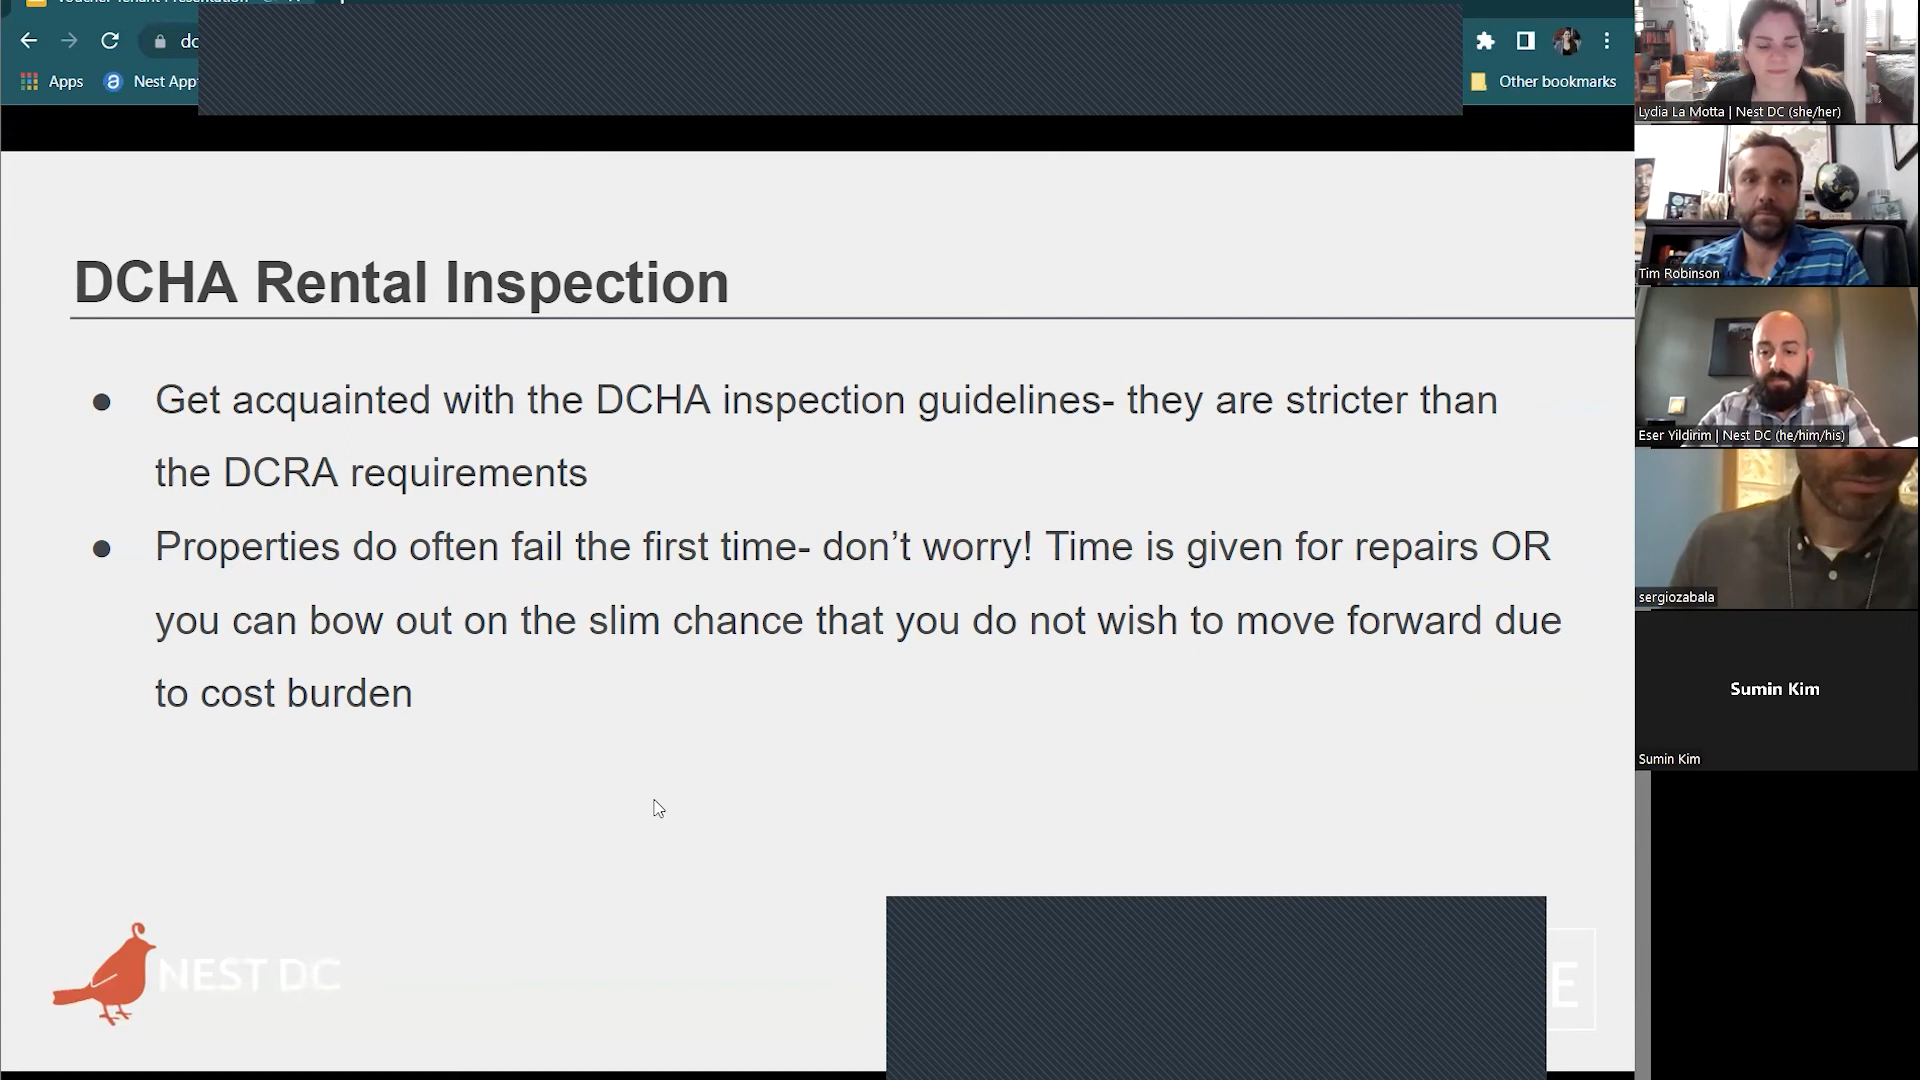 Voucher Tenant Presentation
dc
Apps
Nest App
Other bookmarks
DCHA Rental Inspection
● Get acquainted with the DCHA inspection guidelines- they are stricter than
the DCRA requirements
● Properties do often fail the first time- don’t worry! Time is given for repairs OR
you can bow out on the slim chance that you do not wish to move forward due
to cost burden
NEST DC
E
Lydia La Motta | Nest DC (she/her)
Tim Robinson
Eser Yildirim | Nest DC (he/him/his)
sergiozabala
Sumin Kim
Sumin Kim